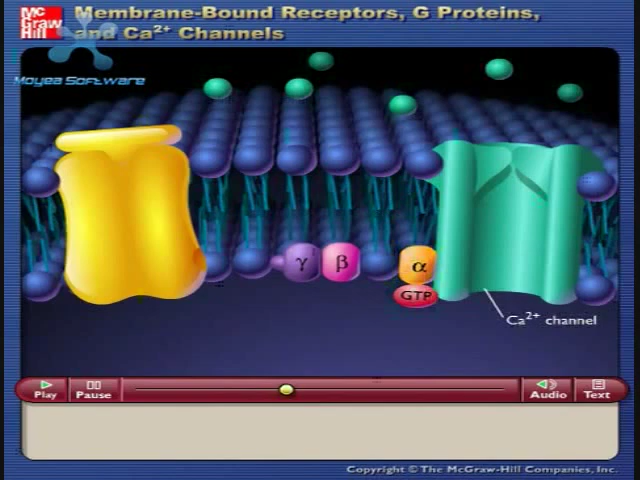 Mc
Graw
Hill
Membrane-Bound Receptors, G Proteins,
and Ca2+ Channels
Moyea Software
γ
β
α
GTP
Ca2+ channel
Play
Pause
Audio
Text
Copyright © The McGraw-Hill Companies, Inc.